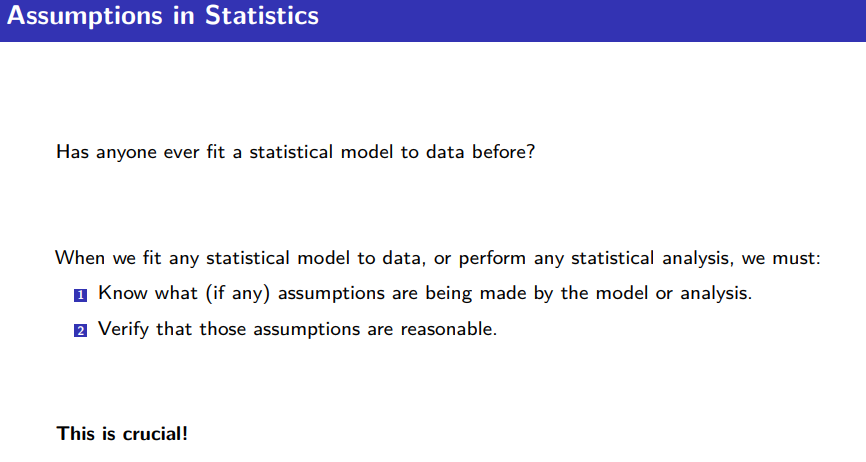 Assumptions in Statistics
Has anyone ever fit a statistical model to data before?
When we fit any statistical model to data, or perform any statistical analysis, we must:
1 Know what (if any) assumptions are being made by the model or analysis.
2 Verify that those assumptions are reasonable.
This is crucial!